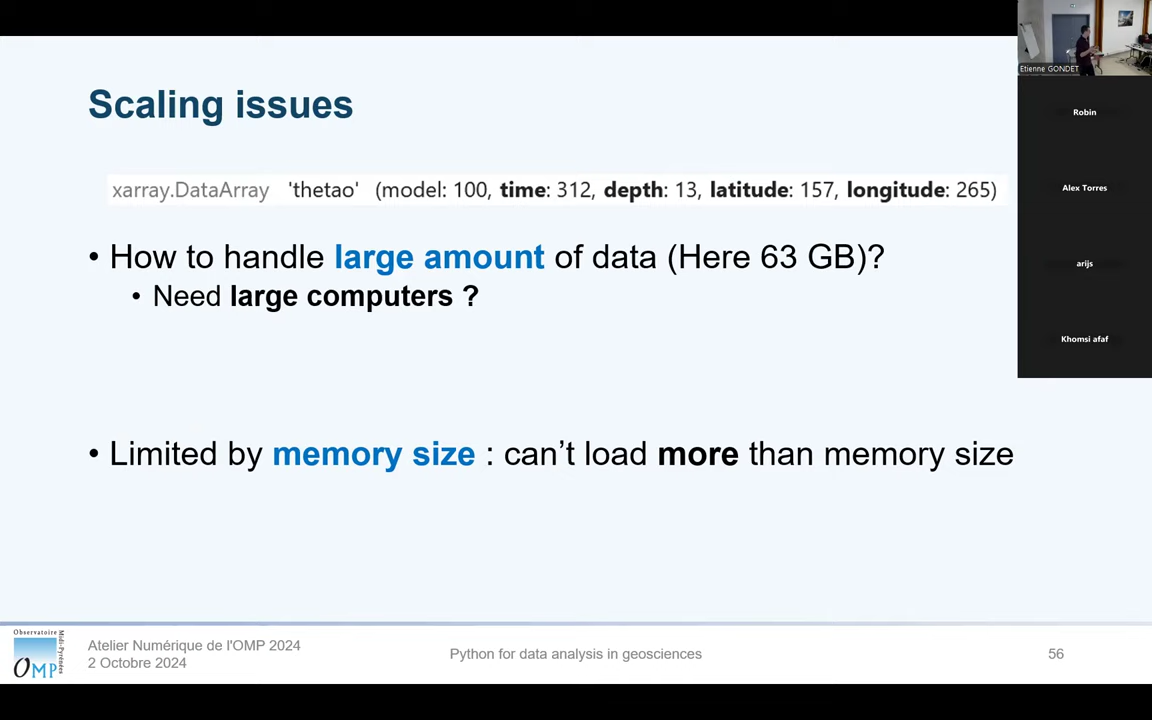 Scaling issues
xarray.DataArray 'thetao' (model: 100, time: 312, depth: 13, latitude: 157, longitude: 265)
• How to handle large amount of data (Here 63 GB)?
• Need large computers ?
• Limited by memory size : can't load more than memory size
Observatoire Midi-Pyrénées
OMP
Atelier Numérique de l'OMP 2024
2 Octobre 2024
Python for data analysis in geosciences
56
Etienne GONDET
Robin
Alex Torres
arijs
Khomsi afaf